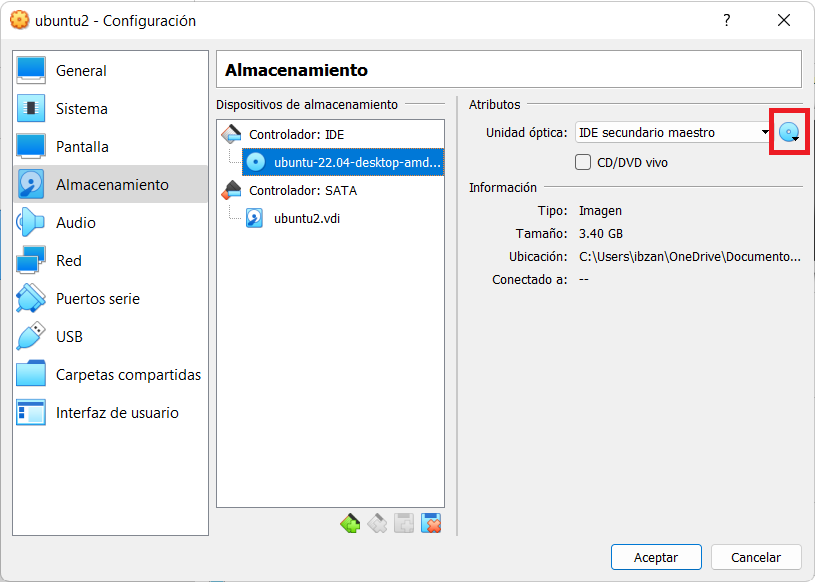 ubuntu2 - Configuración
?
General
Sistema
Pantalla
Almacenamiento
Audio
Red
Puertos serie
USB
Carpetas compartidas
Interfaz de usuario
Almacenamiento
Dispositivos de almacenamiento
Controlador: IDE
ubuntu-22.04-desktop-amd...
Controlador: SATA
ubuntu2.vdi
Atributos
Unidad óptica: IDE secundario maestro
CD/DVD vivo
Información
Tipo: Imagen
Tamaño: 3.40 GB
Ubicación: C:\Users\ibzan\OneDrive\Documento...
Conectado a: --
Aceptar
Cancelar